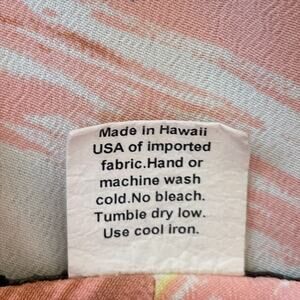 Made in Hawaii
USA of imported
fabric.Hand or
machine wash
cold.No bleach.
Tumble dry low.
Use cool iron.